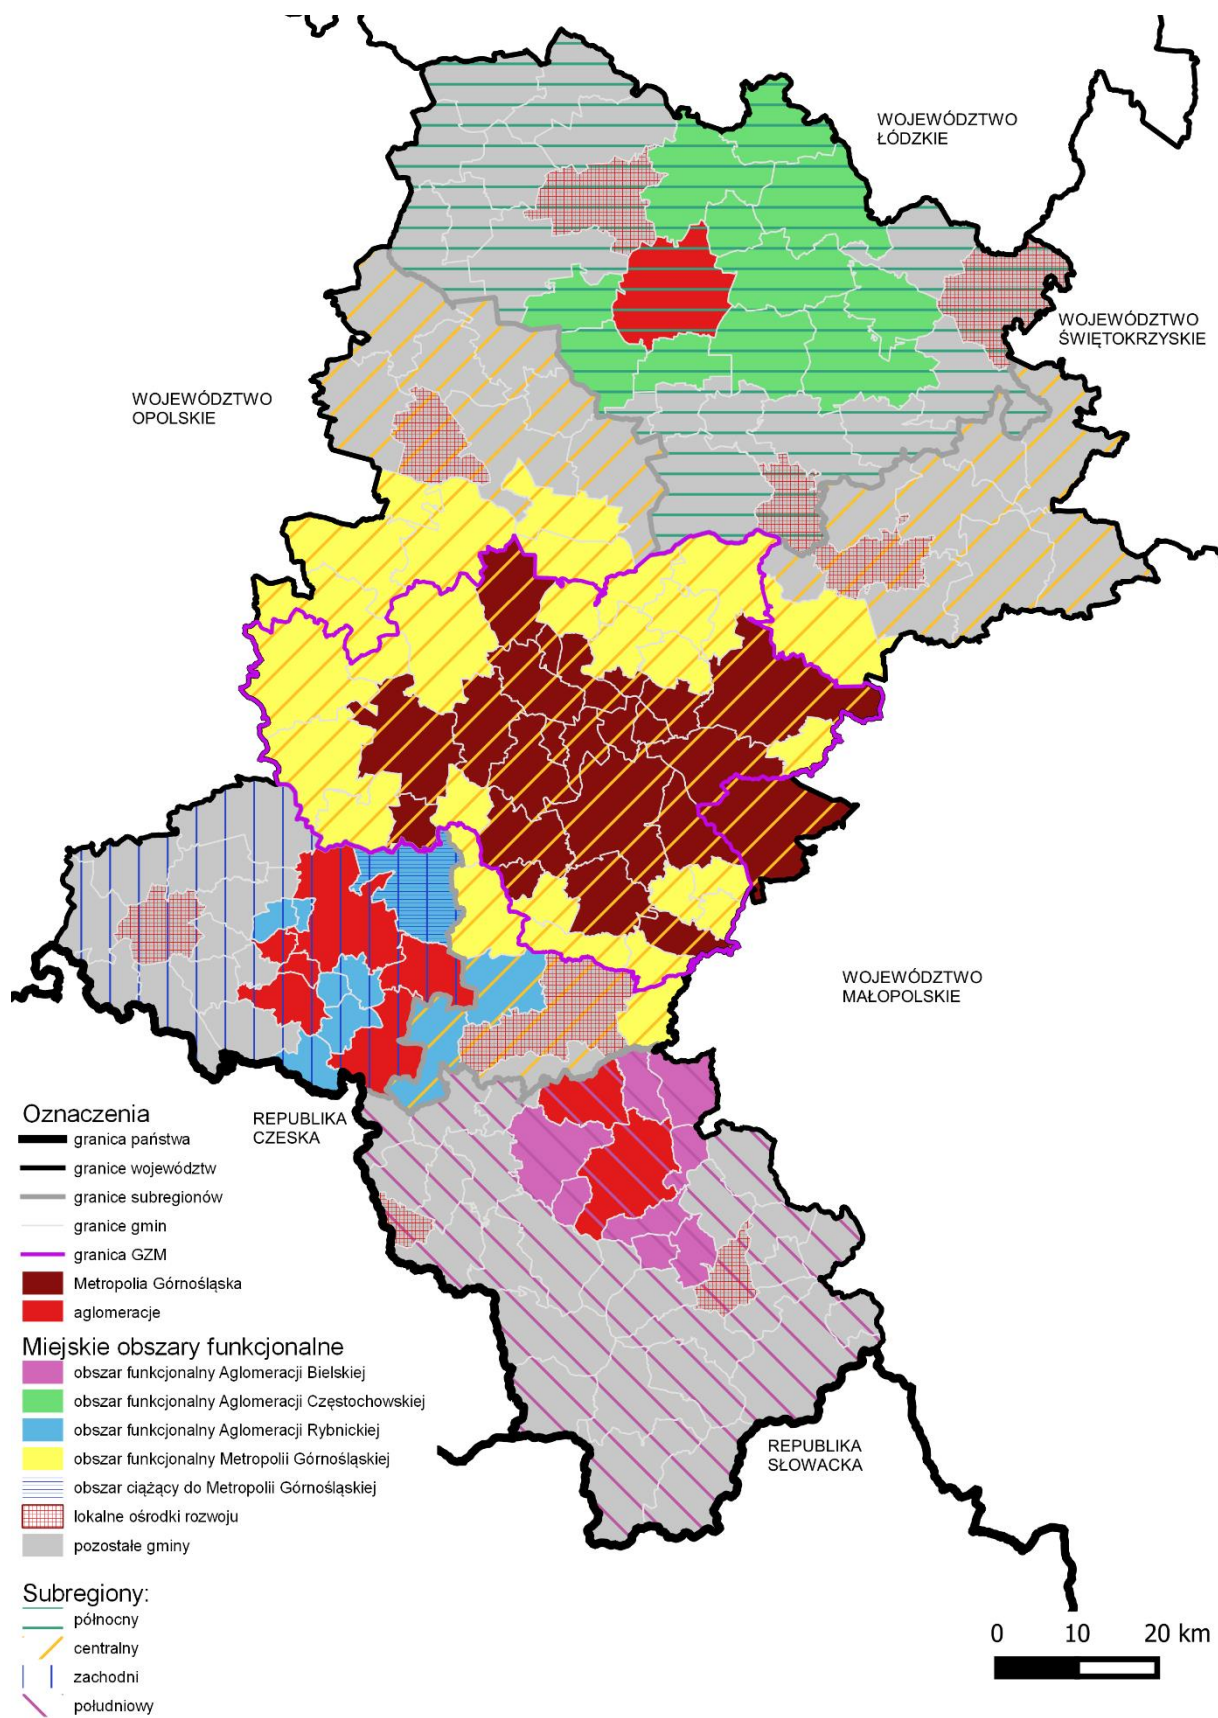 WOJEWÓDZTWO
ŁÓDZKIE
WOJEWÓDZTWO
ŚWIĘTOKRZYSKIE
WOJEWÓDZTWO
OPOLSKIE
WOJEWÓDZTWO
MAŁOPOLSKIE
REPUBLIKA
CZESKA
REPUBLIKA
SŁOWACKA
Oznaczenia
granica państwa
granice województw
granice subregionów
granice gmin
granica GZM
Metropolia Górnośląska
aglomeracje
Miejskie obszary funkcjonalne
obszar funkcjonalny Aglomeracji Bielskiej
obszar funkcjonalny Aglomeracji Częstochowskiej
obszar funkcjonalny Aglomeracji Rybnickiej
obszar funkcjonalny Metropolii Górnośląskiej
obszar ciążący do Metropolii Górnośląskiej
lokalne ośrodki rozwoju
pozostałe gminy
Subregiony:
północny
centralny
zachodni
południowy
0 10 20 km